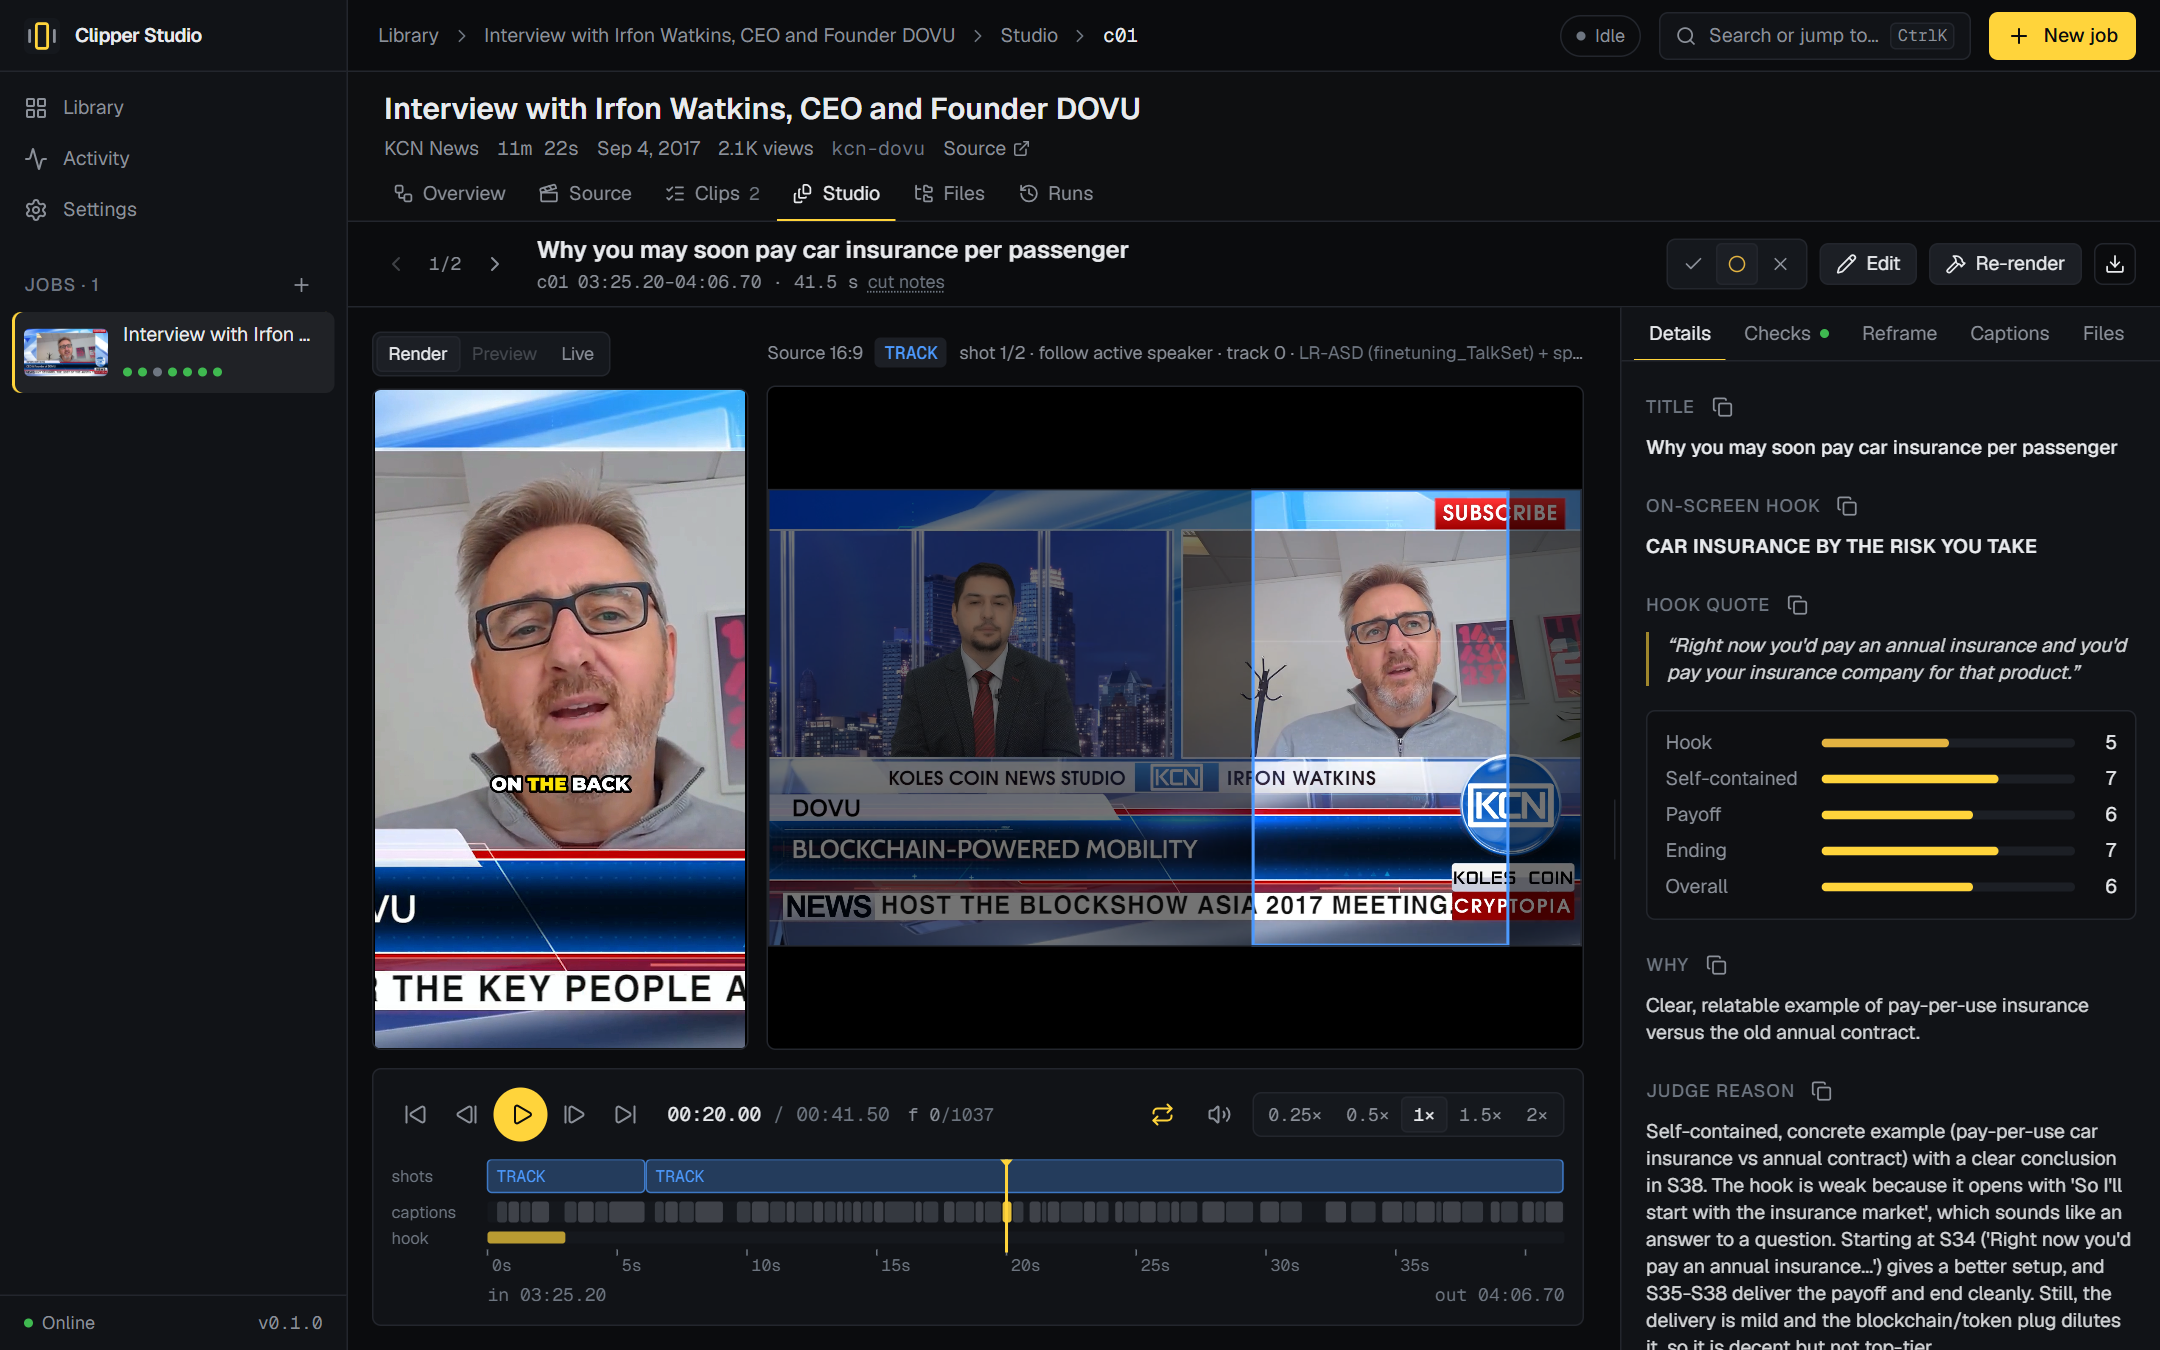 Clipper Studio
Library
Activity
Settings
JOBS · 1
Interview with Irfon ...
Online
v0.1.0
Library > Interview with Irfon Watkins, CEO and Founder DOVU > Studio > c01
Idle
Search or jump to... CtrlK
+ New job
Interview with Irfon Watkins, CEO and Founder DOVU
KCN News 11m 22s Sep 4, 2017 2.1K views kcn-dovu Source
Overview
Source
Clips 2
Studio
Files
Runs
1/2
Why you may soon pay car insurance per passenger
c01 03:25.20–04:06.70 · 41.5 s cut notes
Edit
Re-render
Render
Preview
Live
Source 16:9 TRACK shot 1/2 · follow active speaker · track 0 · LR-ASD (finetuning_TalkSet) + sp...
ON THE BACK
VU
THE KEY PEOPLE A
SUBSCRIBE
KOLES COIN NEWS STUDIO KCN IRFON WATKINS
DOVU
KCN
BLOCKCHAIN-POWERED MOBILITY
KOLES COIN
NEWS HOST THE BLOCKSHOW ASIA 2017 MEETING.
CRYPTOPIA
00:20.00 / 00:41.50 f 0/1037
0.25× 0.5× 1× 1.5× 2×
shots TRACK TRACK
captions
hook
0s 5s 10s 15s 20s 25s 30s 35s
in 03:25.20
out 04:06.70
Details
Checks
Reframe
Captions
Files
TITLE
Why you may soon pay car insurance per passenger
ON-SCREEN HOOK
CAR INSURANCE BY THE RISK YOU TAKE
HOOK QUOTE
“Right now you'd pay an annual insurance and you'd
pay your insurance company for that product.”
Hook 5
Self-contained 7
Payoff 6
Ending 7
Overall 6
WHY
Clear, relatable example of pay-per-use insurance
versus the old annual contract.
JUDGE REASON
Self-contained, concrete example (pay-per-use car
insurance vs annual contract) with a clear conclusion
in S38. The hook is weak because it opens with 'So I'll
start with the insurance market', which sounds like an
answer to a question. Starting at S34 ('Right now you'd
pay an annual insurance...') gives a better setup, and
S35-S38 deliver the payoff and end cleanly. Still, the
delivery is mild and the blockchain/token plug dilutes
it, so it is decent but not top-tier.